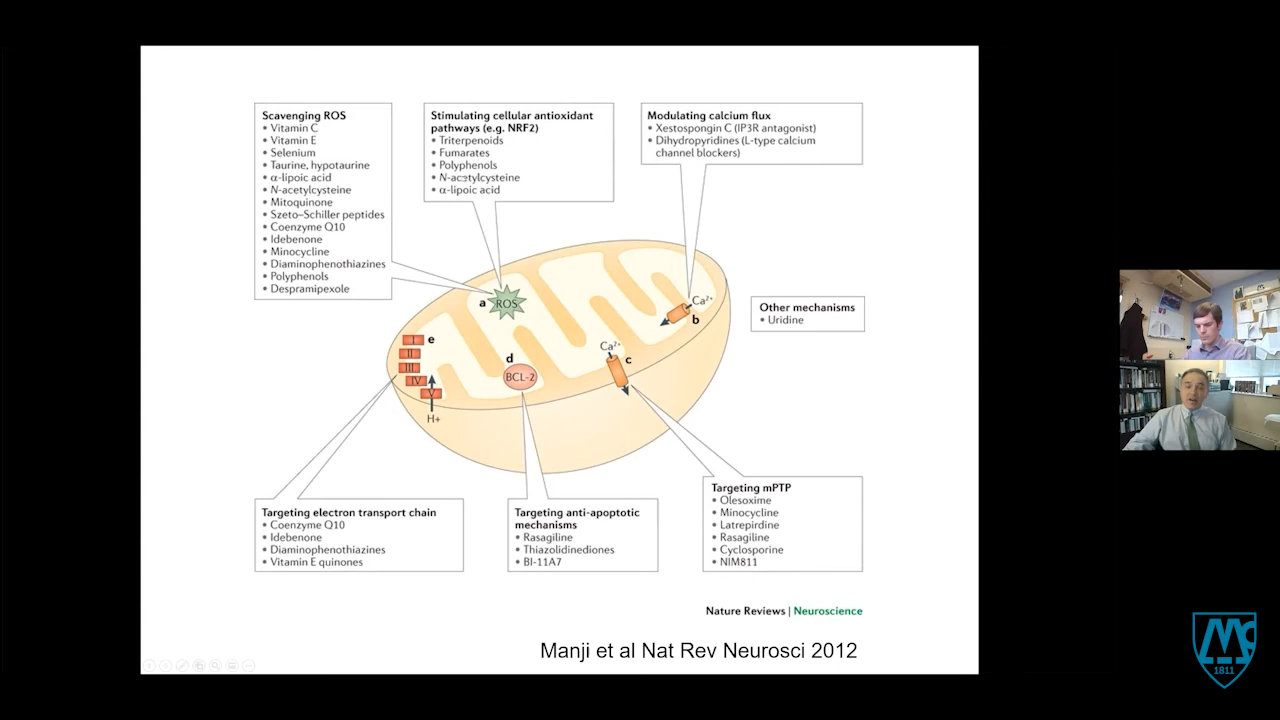 Scavenging ROS
• Vitamin C
• Vitamin E
• Selenium
• Taurine, hypotaurine
• α-lipoic acid
• N-acetylcysteine
• Mitoquinone
• Szeto–Schiller peptides
• Coenzyme Q10
• Idebenone
• Minocycline
• Diaminophenothiazines
• Polyphenols
• Despramipexole
Stimulating cellular antioxidant
pathways (e.g. NRF2)
• Triterpenoids
• Fumarates
• Polyphenols
• N-acetylcysteine
• α-lipoic acid
Modulating calcium flux
• Xestospongin C (IP3R antagonist)
• Dihydropyridines (L-type calcium
channel blockers)
Other mechanisms
• Uridine
a ROS
Ca²⁺
b
Ca²⁺
c
d
BCL-2
e
I
II
III
IV
V
H+
Targeting electron transport chain
• Coenzyme Q10
• Idebenone
• Diaminophenothiazines
• Vitamin E quinones
Targeting anti-apoptotic
mechanisms
• Rasagiline
• Thiazolidinediones
• BI-11A7
Targeting mPTP
• Olesoxime
• Minocycline
• Latrepirdine
• Rasagiline
• Cyclosporine
• NIM811
Nature Reviews | Neuroscience
Manji et al Nat Rev Neurosci 2012
1811